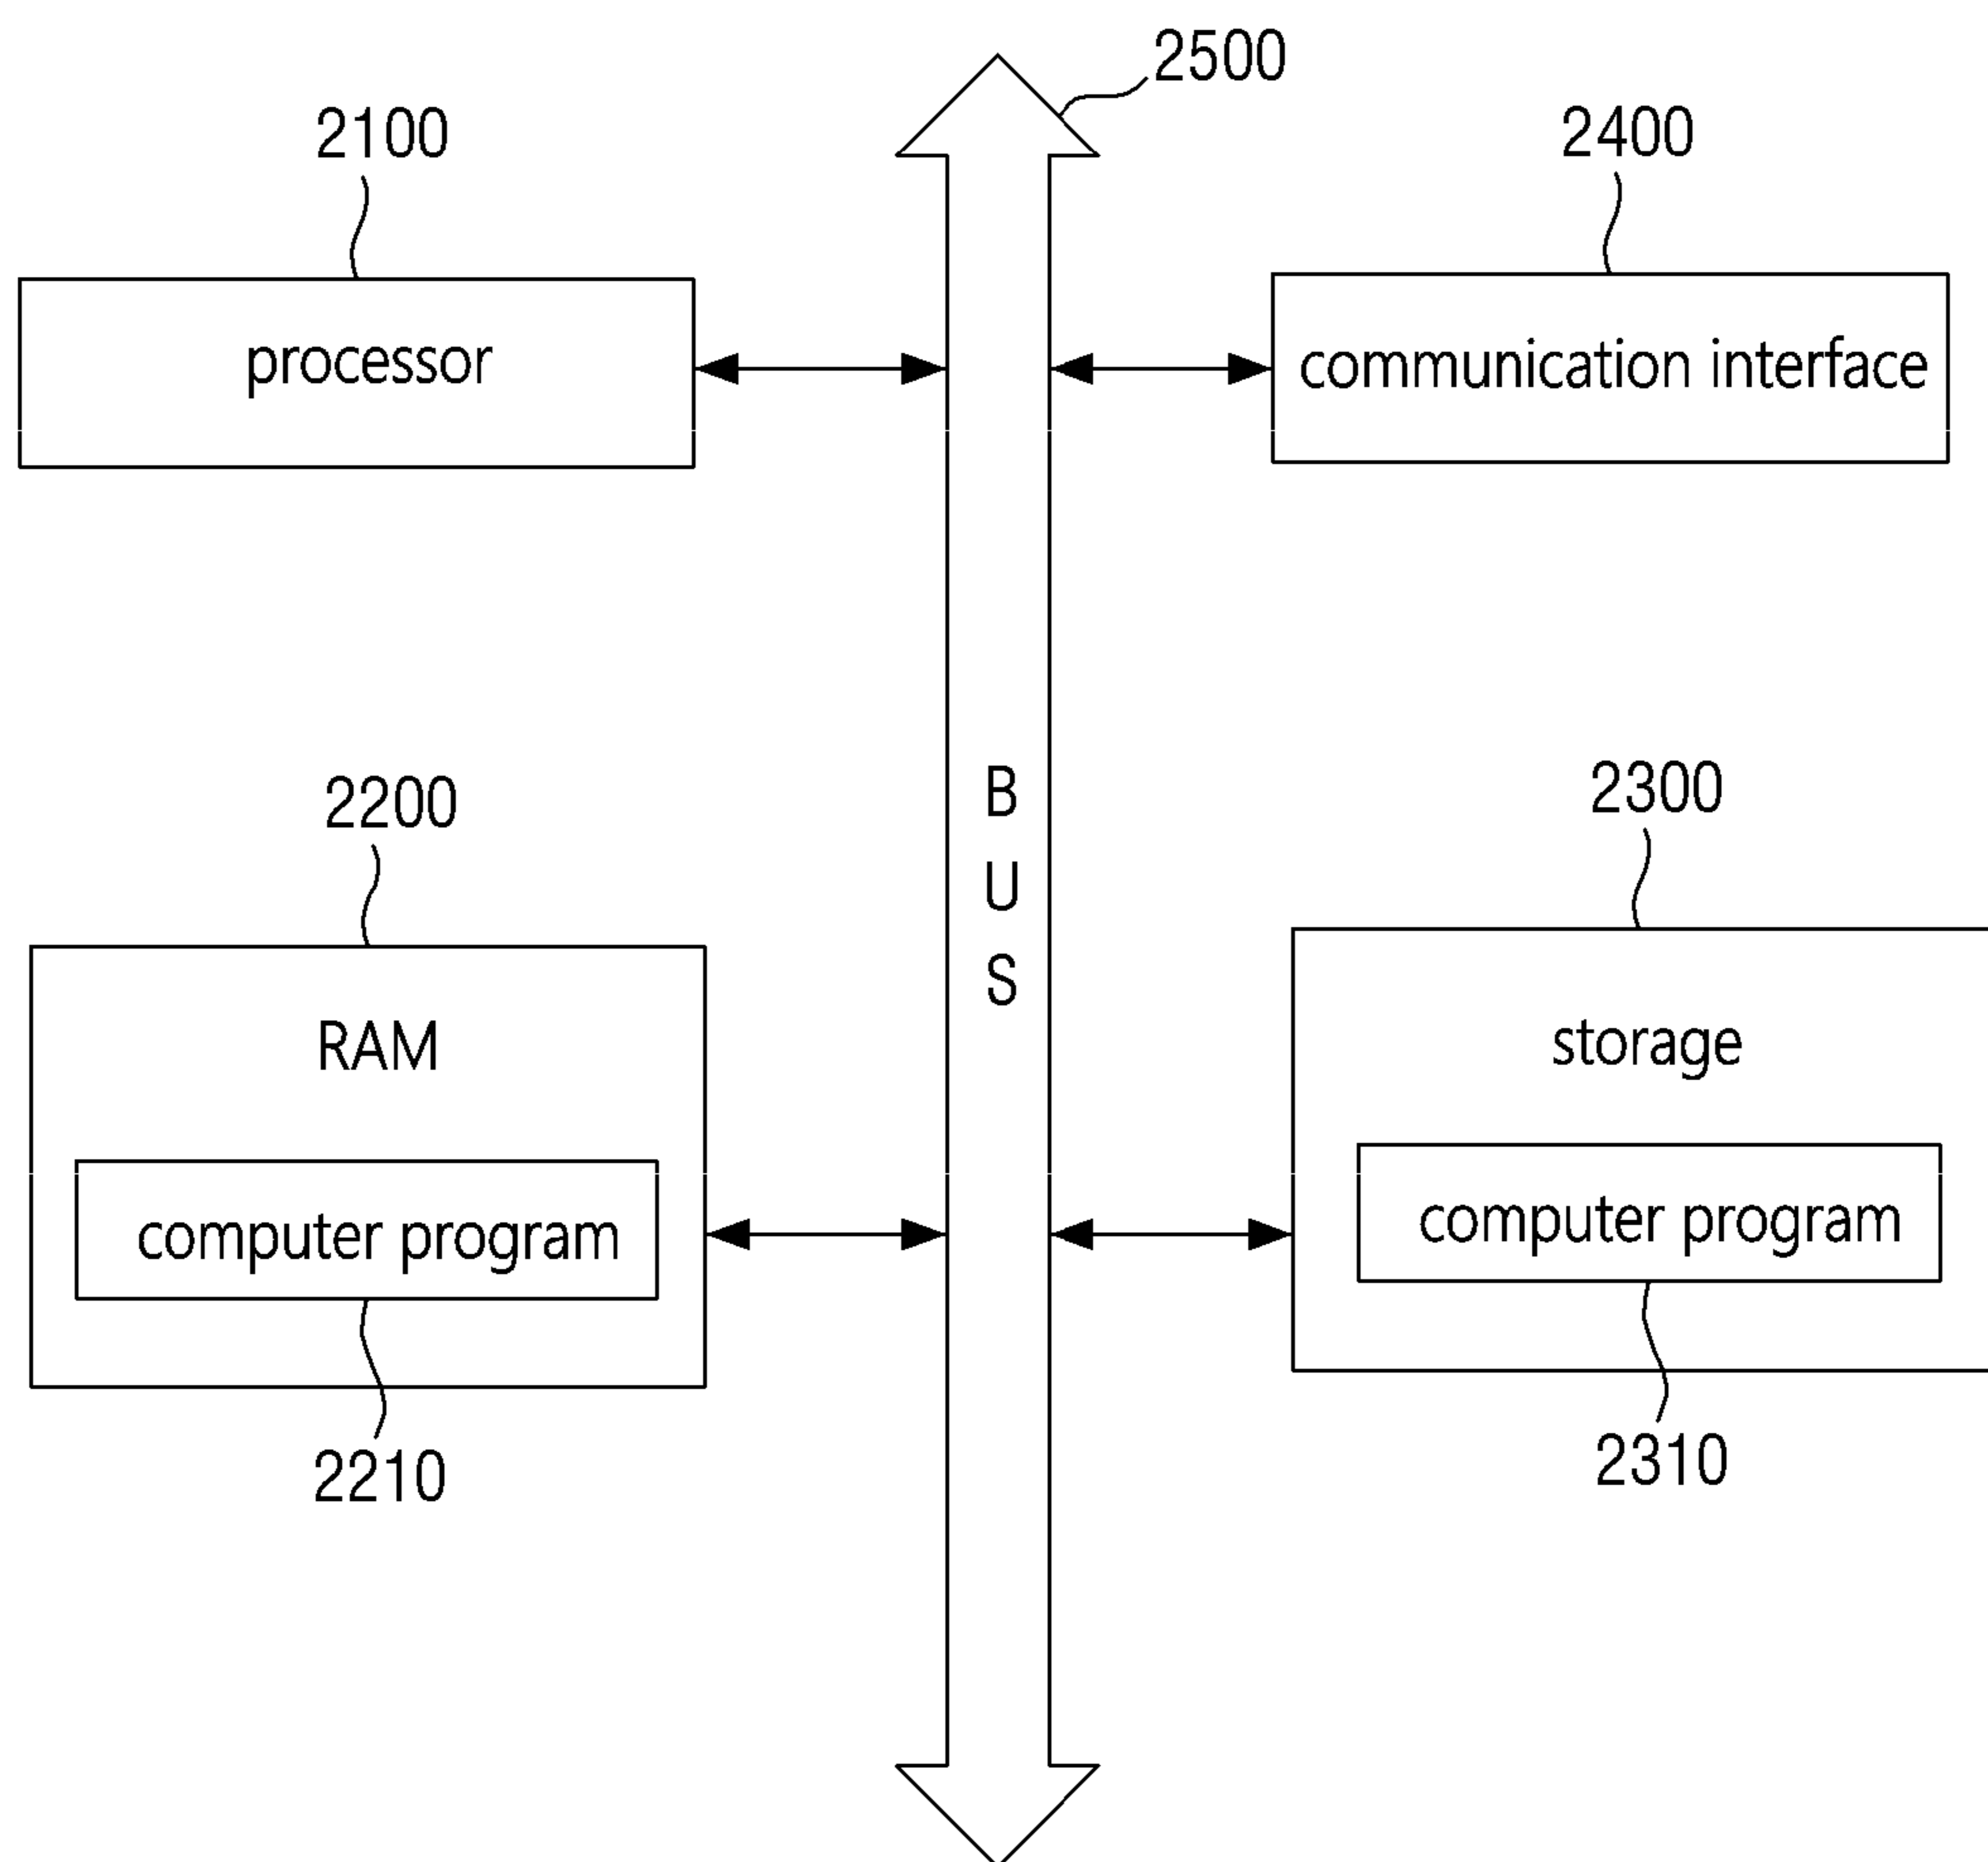 2500
2100
2400
processor
communication interface
B
U
S
2200
2300
RAM
storage
computer program
computer program
2210
2310